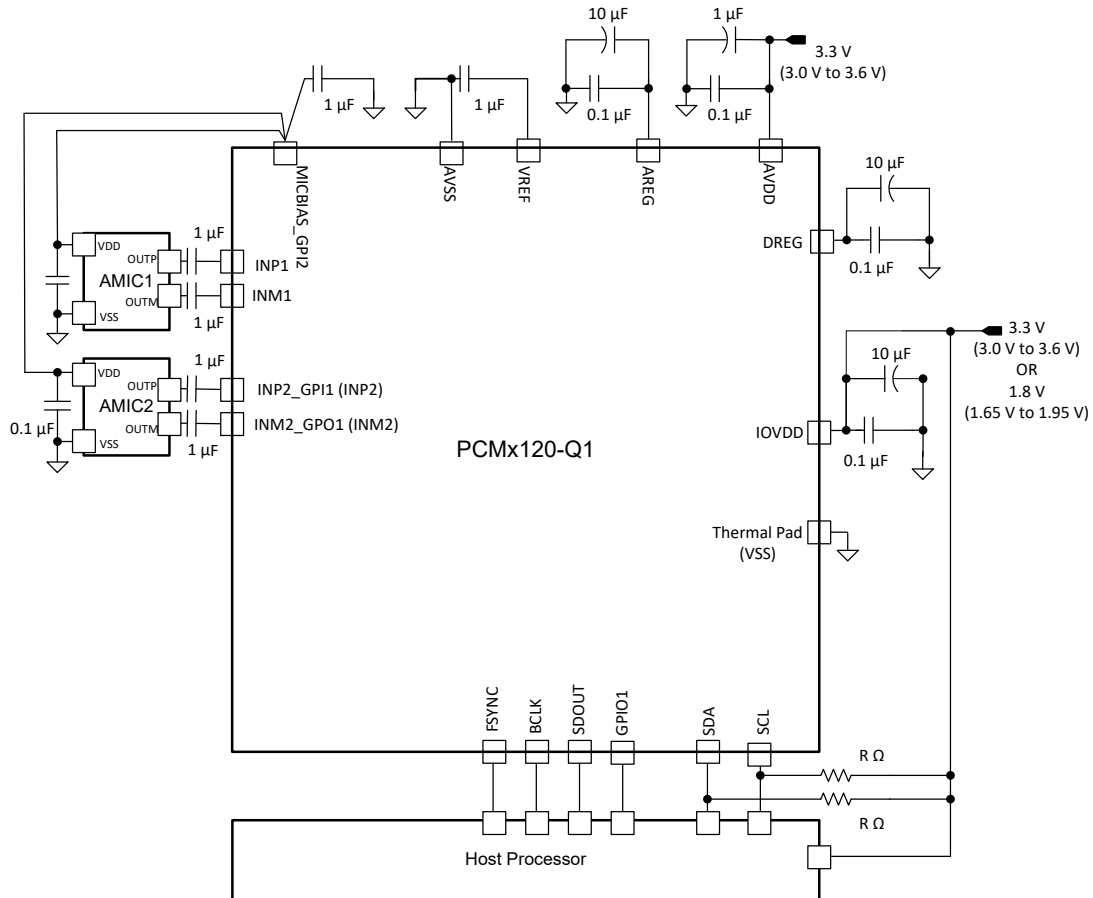 10 µF
1 µF
3.3 V
(3.0 V to 3.6 V)
1 µF
1 µF
0.1 µF
0.1 µF
MICBIAS_GPI2
AVSS
VREF
AREG
AVDD
10 µF
DREG
0.1 µF
VDD
OUTP
AMIC1
OUTM
VSS
1 µF
INP1
INM1
1 µF
3.3 V
(3.0 V to 3.6 V)
OR
1.8 V
(1.65 V to 1.95 V)
10 µF
IOVDD
0.1 µF
1 µF
VDD
OUTP
AMIC2
OUTM
VSS
0.1 µF
INP2_GPI1 (INP2)
INM2_GPO1 (INM2)
1 µF
PCMx120-Q1
Thermal Pad
(VSS)
FSYNC
BCLK
SDOUT
GPIO1
SDA
SCL
R Ω
R Ω
Host Processor